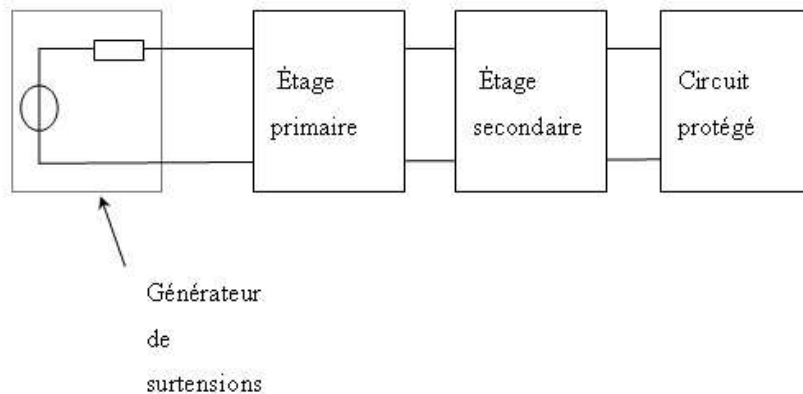 Étage
primaire
Étage
secondaire
Circuit
protégé
Générateur
de
surtensions